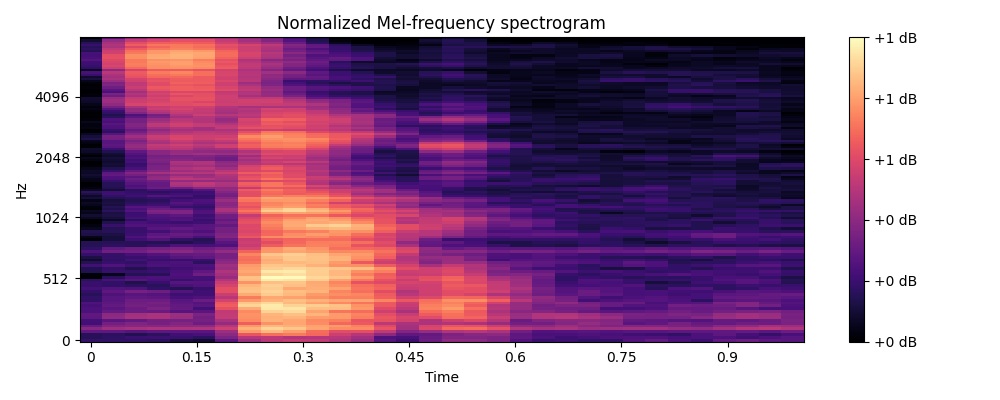 Normalized Mel-frequency spectrogram
Hz
4096
2048
1024
512
0
0 0.15 0.3 0.45 0.6 0.75 0.9
Time
+1 dB
+1 dB
+1 dB
+0 dB
+0 dB
+0 dB